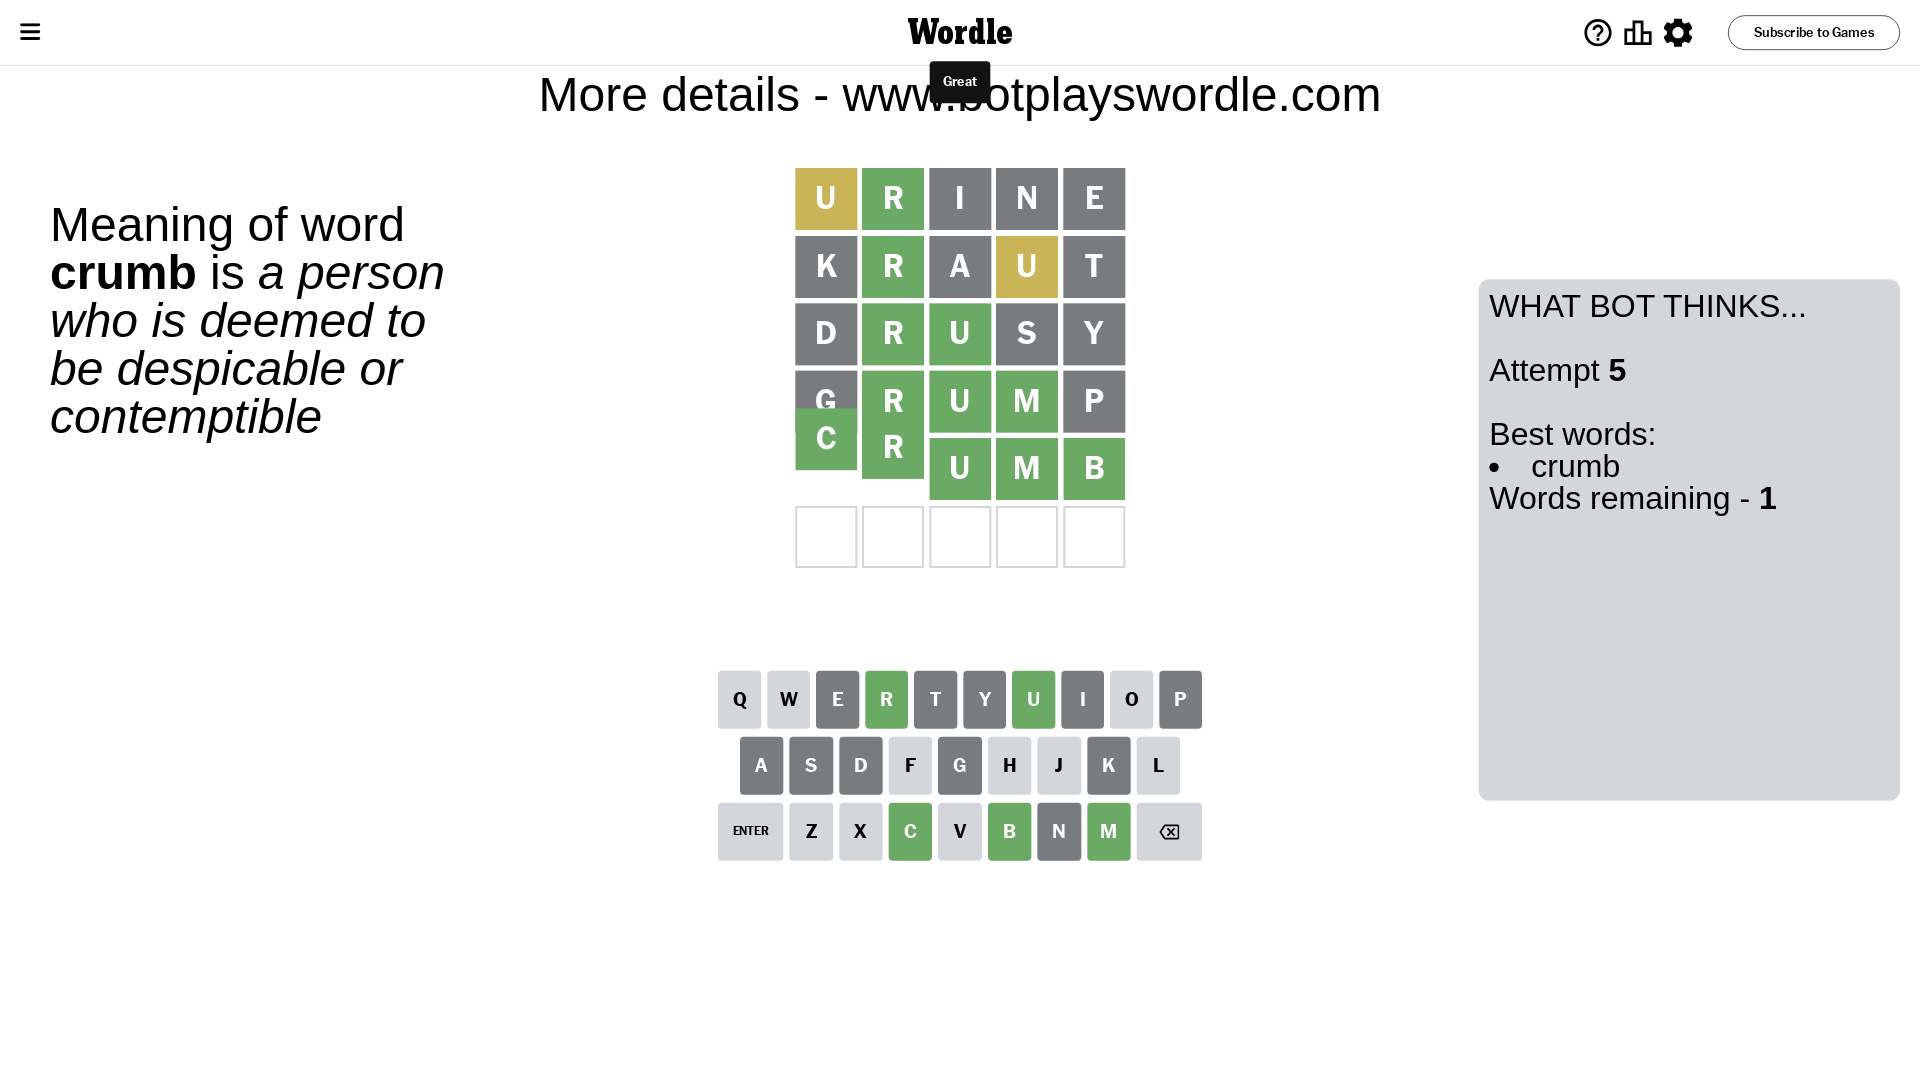 Wordle
Subscribe to Games
Great
More details - www.botplayswordle.com
Meaning of word
crumb is a person
who is deemed to
be despicable or
contemptible
U R I N E
K R A U T
D R U S Y
G R U M P
C R U M B
WHAT BOT THINKS...
Attempt 5
Best words:
• crumb
Words remaining - 1
Q W E R T Y U I O P
A S D F G H J K L
ENTER Z X C V B N M